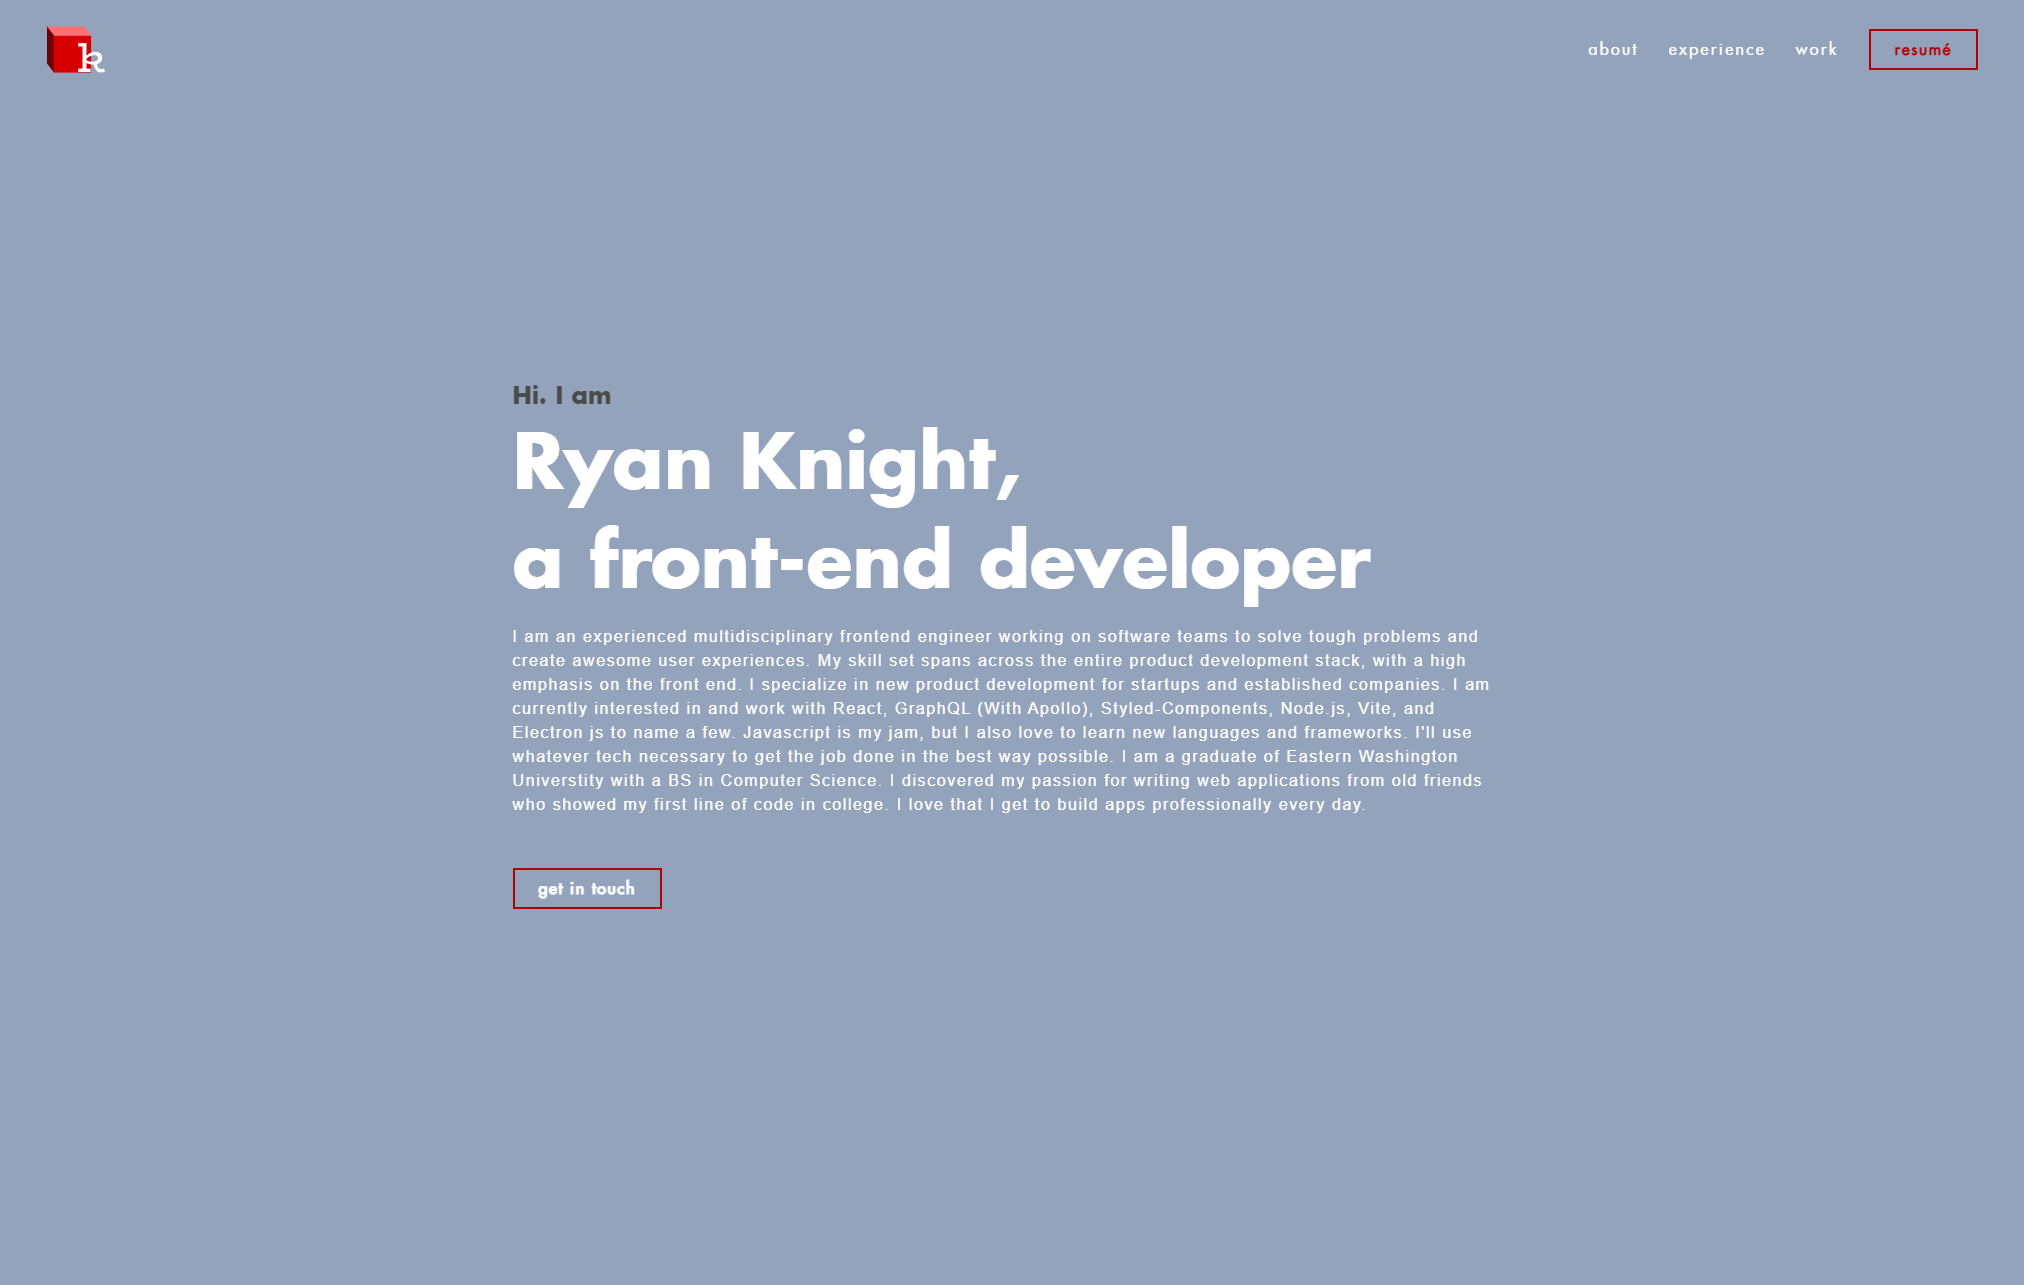 k
about experience work resumé
Hi. I am
Ryan Knight,
a front-end developer
I am an experienced multidisciplinary frontend engineer working on software teams to solve tough problems and
create awesome user experiences. My skill set spans across the entire product development stack, with a high
emphasis on the front end. I specialize in new product development for startups and established companies. I am
currently interested in and work with React, GraphQL (With Apollo), Styled-Components, Node.js, Vite, and
Electron js to name a few. Javascript is my jam, but I also love to learn new languages and frameworks. I'll use
whatever tech necessary to get the job done in the best way possible. I am a graduate of Eastern Washington
Universtity with a BS in Computer Science. I discovered my passion for writing web applications from old friends
who showed my first line of code in college. I love that I get to build apps professionally every day.
get in touch